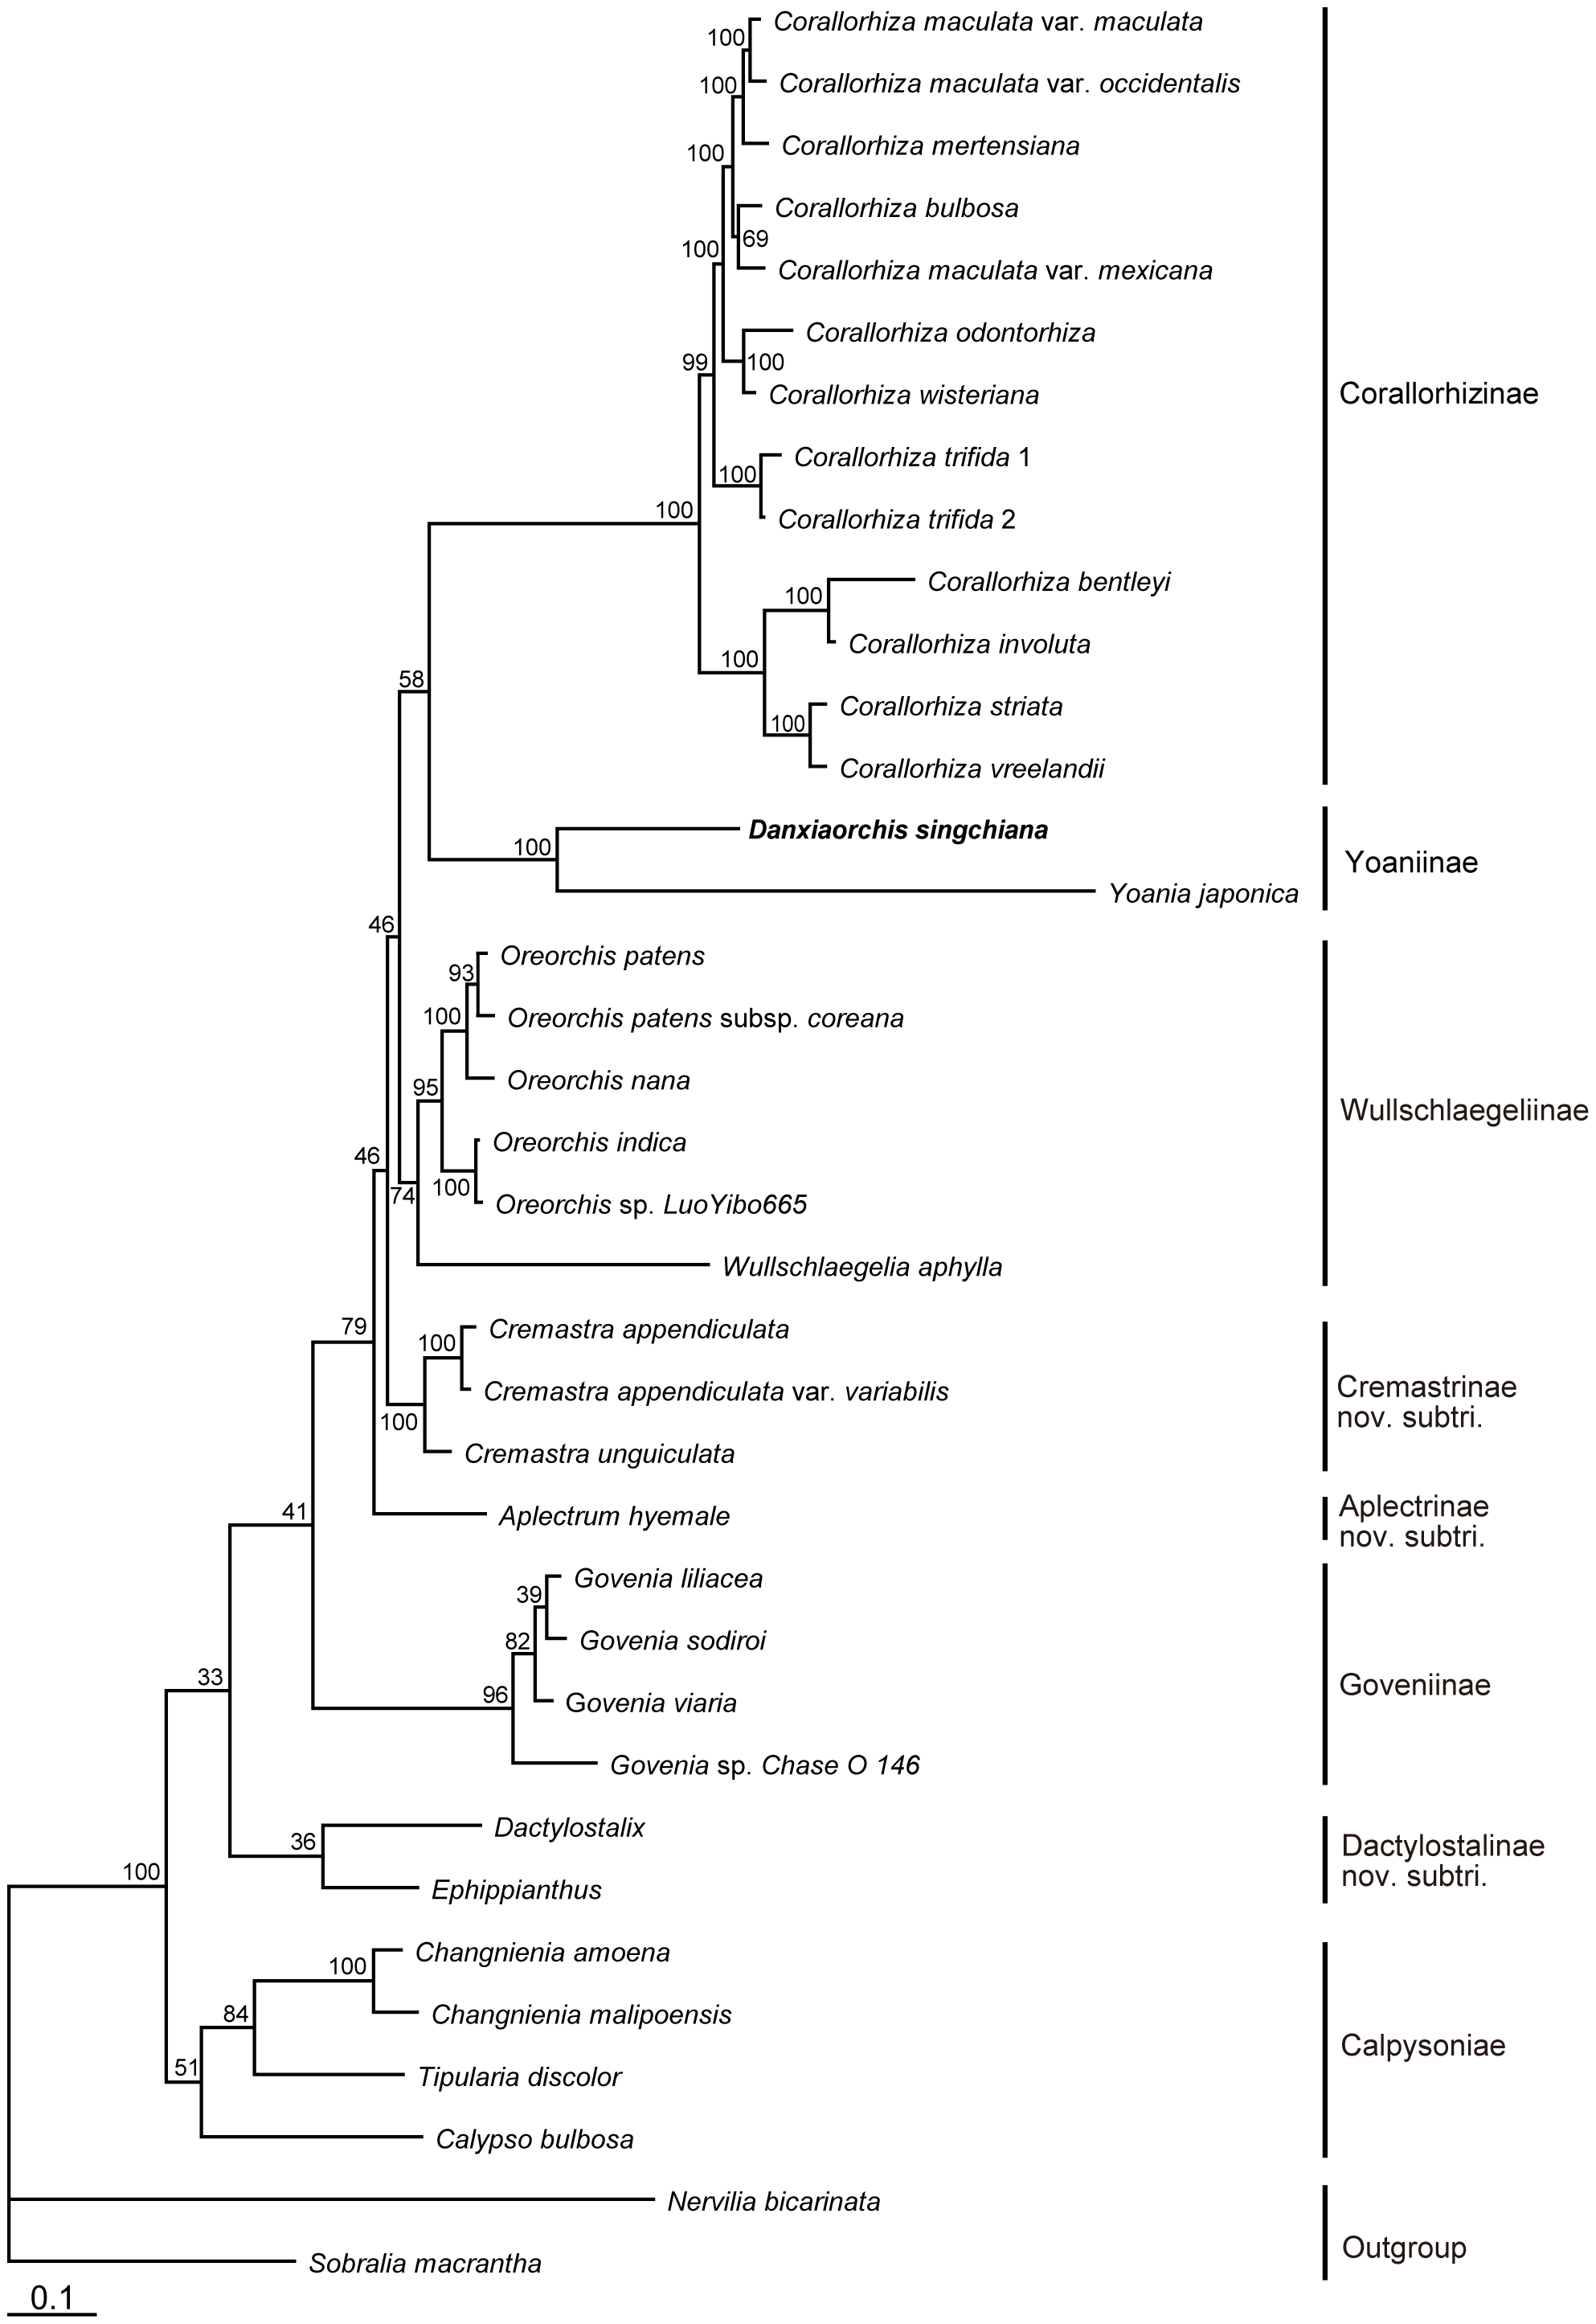 100
Corallorhiza maculata var. maculata
100
Corallorhiza maculata var. occidentalis
100
Corallorhiza mertensiana
100
Corallorhiza bulbosa
69
Corallorhiza maculata var. mexicana
99
Corallorhiza odontorhiza
100
Corallorhiza wisteriana
Corallorhizinae
100
Corallorhiza trifida 1
100
Corallorhiza trifida 2
100
Corallorhiza bentleyi
100
Corallorhiza involuta
58
Corallorhiza striata
100
Corallorhiza vreelandii
100
Danxiaorchis singchiana
Yoania japonica
Yoaniinae
46
93
Oreorchis patens
100
Oreorchis patens subsp. coreana
95
Oreorchis nana
Wullschlaegeliinae
46
74
Oreorchis indica
100
Oreorchis sp. LuoYibo665
Wullschlaegelia aphylla
79
100
Cremastra appendiculata
Cremastra appendiculata var. variabilis
100
Cremastra unguiculata
Cremastrinae
nov. subtri.
41
Aplectrum hyemale
Aplectrinae
nov. subtri.
39
Govenia liliacea
82
Govenia sodiroi
96
Govenia viaria
Govenia sp. Chase O 146
Goveniinae
33
36
Dactylostalix
Ephippianthus
Dactylostalinae
nov. subtri.
100
100
Changnienia amoena
84
Changnienia malipoensis
51
Tipularia discolor
Calypso bulbosa
Calpysoniae
Nervilia bicarinata
Sobralia macrantha
Outgroup
0.1